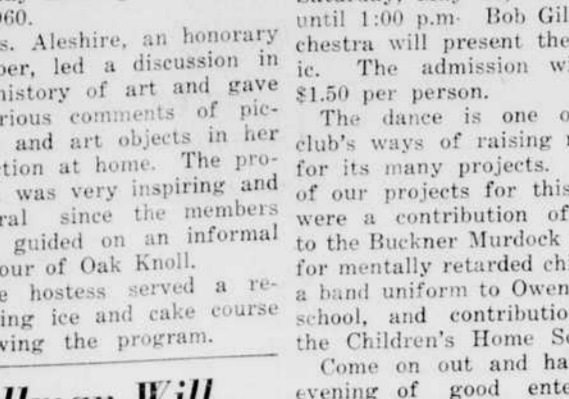 960.
s. Aleshire, an honorary
ber, led a discussion in
history of art and gave
rious comments of pic-
and art objects in her
ction at home. The pro-
was very inspiring and
ral since the members
guided on an informal
our of Oak Knoll.
e hostess served a re-
ing ice and cake course
wing the program.
Will
until 1:00 p.m. Bob Gil
chestra will present the
ic. The admission wi
$1.50 per person.
The dance is one o
club's ways of raising
for its many projects.
of our projects for this
were a contribution of
to the Buckner Murdock
for mentally retarded chi
a band uniform to Owen
school, and contributio
the Children's Home S
Come on out and ha
evening of good ente